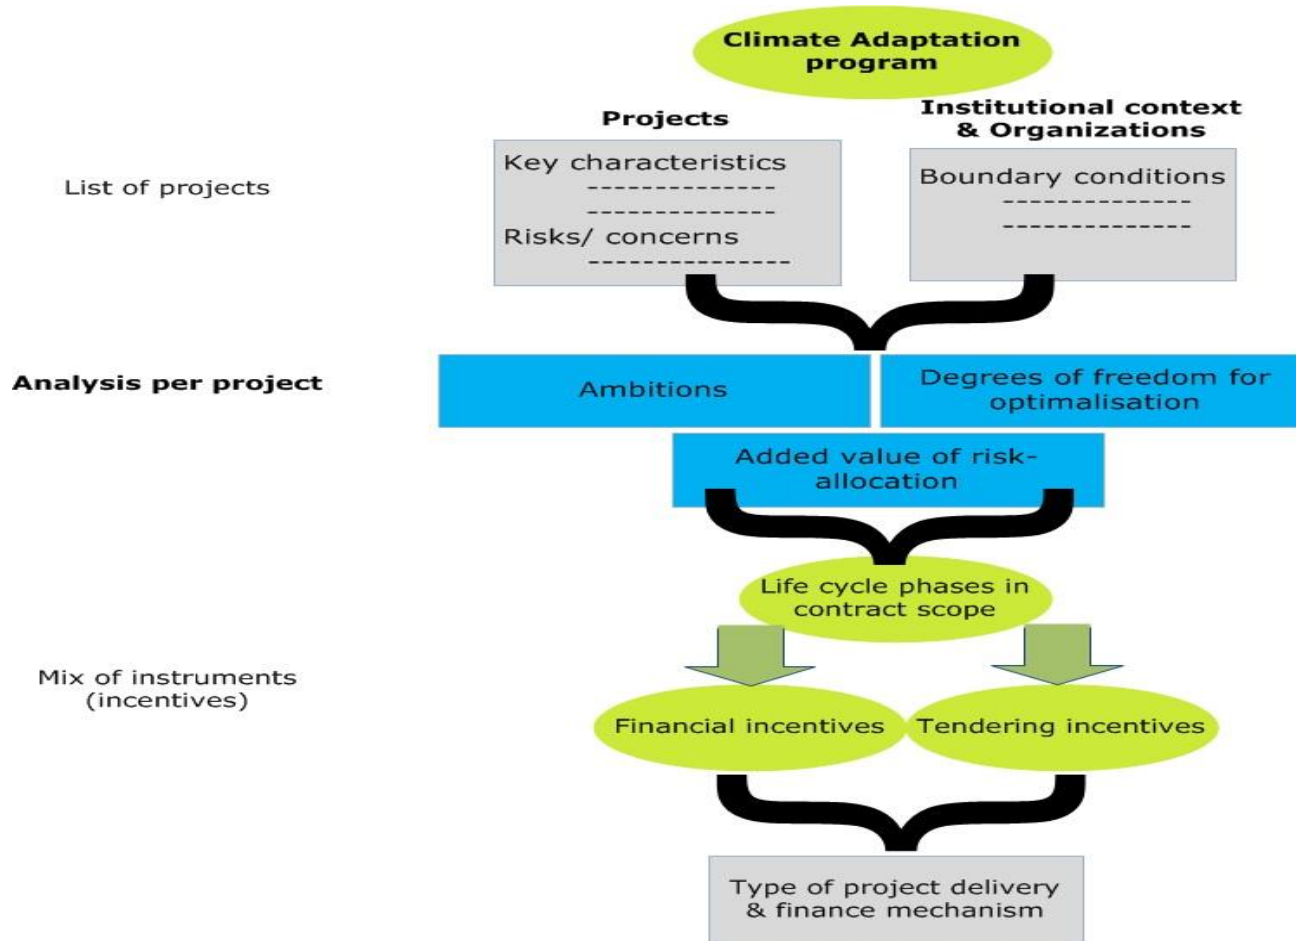 Climate Adaptation
program
Projects
Institutional context
& Organizations
List of projects
Key characteristics
---------------
---------------
Risks/ concerns
----------------
Boundary conditions
---------------
---------------
Analysis per project
Ambitions
Degrees of freedom for
optimalisation
Added value of risk-
allocation
Life cycle phases in
contract scope
Mix of instruments
(incentives)
Financial incentives
Tendering incentives
Type of project delivery
& finance mechanism